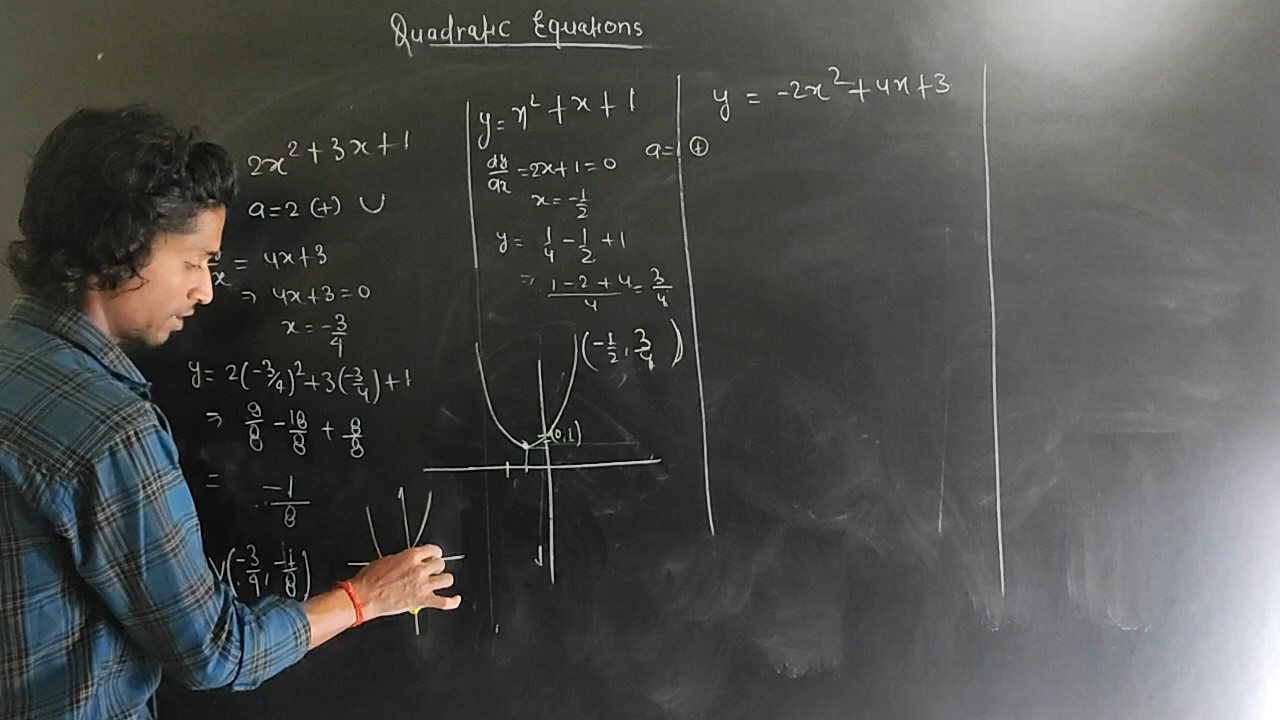 Quadratic Equations
2x² + 3x + 1
a = 2 (+) ∪
= 4x+3
x
⇒ 4x+3 = 0
x = -3/4
y = 2(-3/4)² + 3(-3/4) + 1
⇒ 9/8 - 18/8 + 8/8
= -1/8
V(-3/4, -1/8)
y = x² + x + 1
a = 1 (+)
dy/dx = 2x+1 = 0
x = -1/2
y = 1/4 - 1/2 + 1
⇒ (1-2+4)/4 = 3/4
(-1/2, 3/4)
(0,1)
y = -2x² + 4x + 3